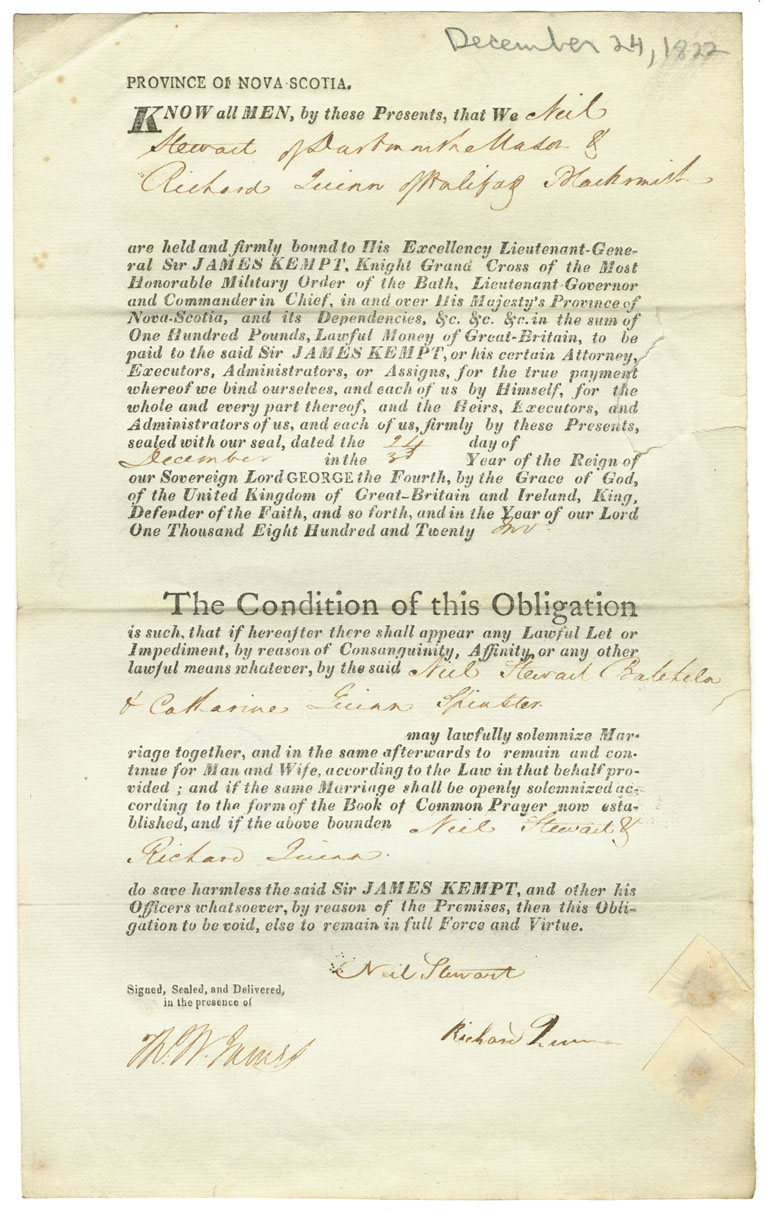 December 24, 1822
PROVINCE OF NOVA-SCOTIA.
KNOW all MEN, by these Presents, that We Neil
Stewart of Dartmouth Mason &
Richard Quinn of Halifax Blacksmith
are held and firmly bound to His Excellency Lieutenant-Gene-
ral Sir JAMES KEMPT, Knight Grand Cross of the Most
Honorable Military Order of the Bath, Lieutenant-Governor
and Commander in Chief, in and over His Majesty's Province of
Nova-Scotia, and its Dependencies, &c. &c. &c. in the sum of
One Hundred Pounds, Lawful Money of Great-Britain, to be
paid to the said Sir JAMES KEMPT, or his certain Attorney,
Executors, Administrators, or Assigns, for the true payment
whereof we bind ourselves, and each of us by Himself, for the
whole and every part thereof, and the Heirs, Executors, and
Administrators of us, and each of us, firmly by these Presents,
sealed with our seal, dated the 24 day of
December in the 3d Year of the Reign of
our Sovereign Lord GEORGE the Fourth, by the Grace of God,
of the United Kingdom of Great-Britain and Ireland, King,
Defender of the Faith, and so forth, and in the Year of our Lord
One Thousand Eight Hundred and Twenty two
The Condition of this Obligation
is such, that if hereafter there shall appear any Lawful Let or
Impediment, by reason of Consanguinity, Affinity, or any other
lawful means whatever, by the said Neil Stewart Batchelor
& Catharine Quinn Spinster
may lawfully solemnize Mar-
riage together, and in the same afterwards to remain and con-
tinue for Man and Wife, according to the Law in that behalf pro-
vided ; and if the same Marriage shall be openly solemnized ac-
cording to the form of the Book of Common Prayer now esta-
blished, and if the above bounden Neil Stewart &
Richard Quinn
do save harmless the said Sir JAMES KEMPT, and other his
Officers whatsoever, by reason of the Premises, then this Obli-
gation to be void, else to remain in full Force and Virtue.
Neil Stewart
Signed, Sealed, and Delivered,
in the presence of
Richard Quinn
Th. W. James